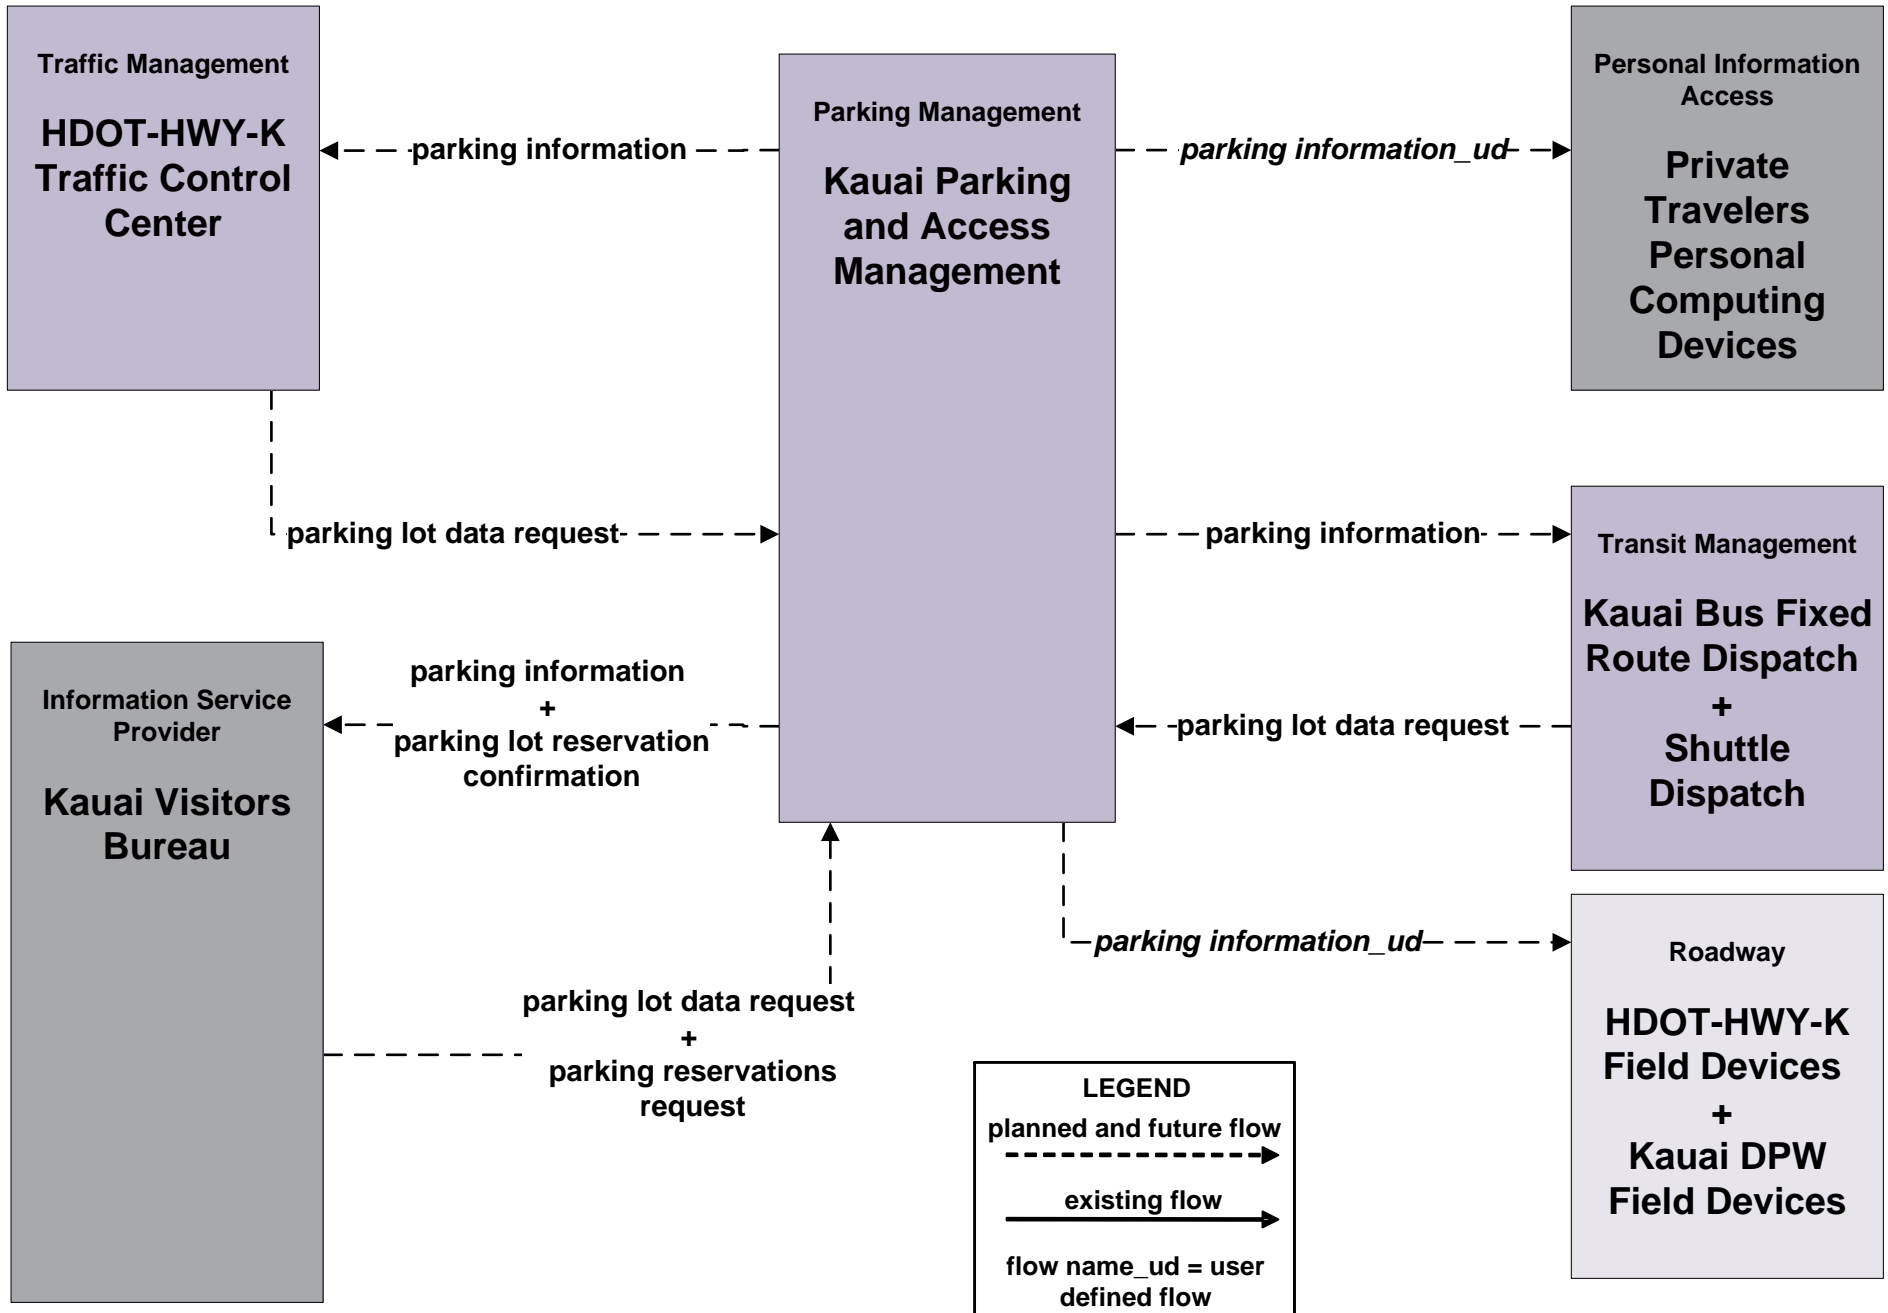 Traffic Management
HDOT-HWY-K
Traffic Control
Center
parking information
Parking Management
Kauai Parking
and Access
Management
parking information_ud
Personal Information
Access
Private
Travelers
Personal
Computing
Devices
parking lot data request
parking information
Transit Management
Kauai Bus Fixed
Route Dispatch
+
Shuttle
Dispatch
parking lot data request
Information Service
Provider
Kauai Visitors
Bureau
parking information
+
parking lot reservation
confirmation
parking lot data request
+
parking reservations
request
parking information_ud
Roadway
HDOT-HWY-K
Field Devices
+
Kauai DPW
Field Devices
LEGEND
planned and future flow
existing flow
flow name_ud = user
defined flow